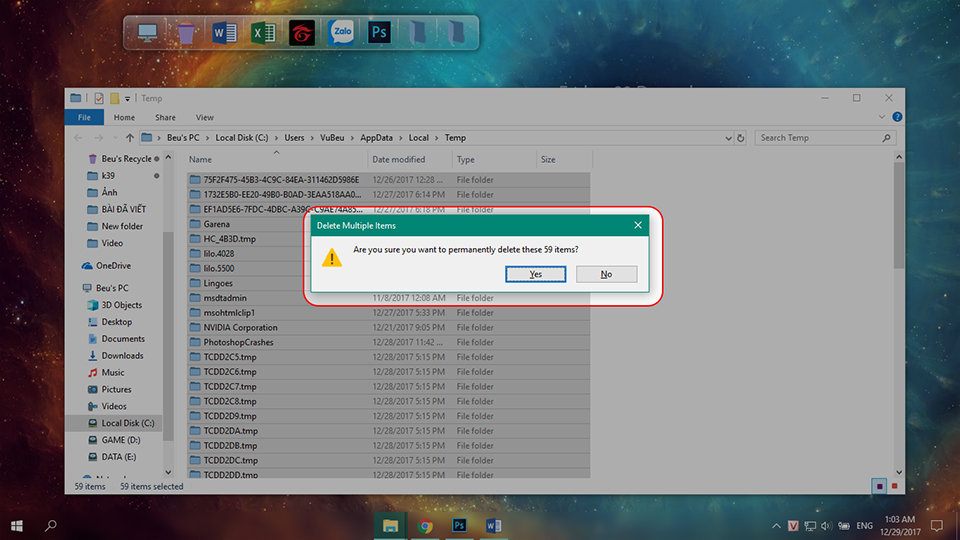 Zalo
Ps
Temp
File
Home
Share
View
Beu's PC
Local Disk (C:)
Users
VuBeu
AppData
Local
Temp
Search Temp
Beu's Recycle
k39
Ảnh
BÀI ĐÃ VIẾT
New folder
Video
OneDrive
Beu's PC
3D Objects
Desktop
Documents
Downloads
Music
Pictures
Videos
Local Disk (C:)
GAME (D:)
DATA (E:)
Name Date modified Type Size
75F2F475-45B3-4C9C-84EA-311462D5986E 12/26/2017 12:28 ... File folder
1732E5B0-EE20-49B0-B0AD-3EAA518AA0... 12/27/2017 6:14 PM File folder
EF1AD5E6-7FDC-4DBC-A39C-C9AE74A85... 12/27/2017 6:18 PM File folder
Garena
HC_4B3D.tmp
lilo.4028
lilo.5500
Lingoes
msdtadmin 11/8/2017 12:08 AM File folder
msohtmlclip1 12/27/2017 5:33 PM File folder
NVIDIA Corporation 12/21/2017 9:05 PM File folder
PhotoshopCrashes 12/28/2017 11:42 ... File folder
TCDD2C5.tmp 12/28/2017 5:15 PM File folder
TCDD2C6.tmp 12/28/2017 5:15 PM File folder
TCDD2C7.tmp 12/28/2017 5:15 PM File folder
TCDD2C8.tmp 12/28/2017 5:15 PM File folder
TCDD2D9.tmp 12/28/2017 5:15 PM File folder
TCDD2DA.tmp 12/28/2017 5:15 PM File folder
TCDD2DB.tmp 12/28/2017 5:15 PM File folder
TCDD2DC.tmp 12/28/2017 5:15 PM File folder
TCDD2DD.tmp 12/28/2017 5:15 PM File folder
Delete Multiple Items
Are you sure you want to permanently delete these 59 items?
Yes
No
59 items 59 items selected
Ps
V
ENG
1:03 AM
12/29/2017